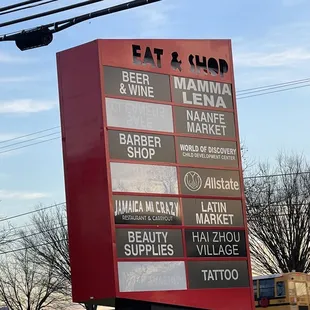 EAT & SHOP
BEER
& WINE
MAMMA
LENA
NAANFE
MARKET
BARBER
SHOP
WORLD OF DISCOVERY
CHILD DEVELOPMENT CENTER
Allstate
JAMAICA MI CRAZY
RESTAURANT & CARRYOUT
LATIN
MARKET
BEAUTY
SUPPLIES
HAI ZHOU
VILLAGE
TATTOO